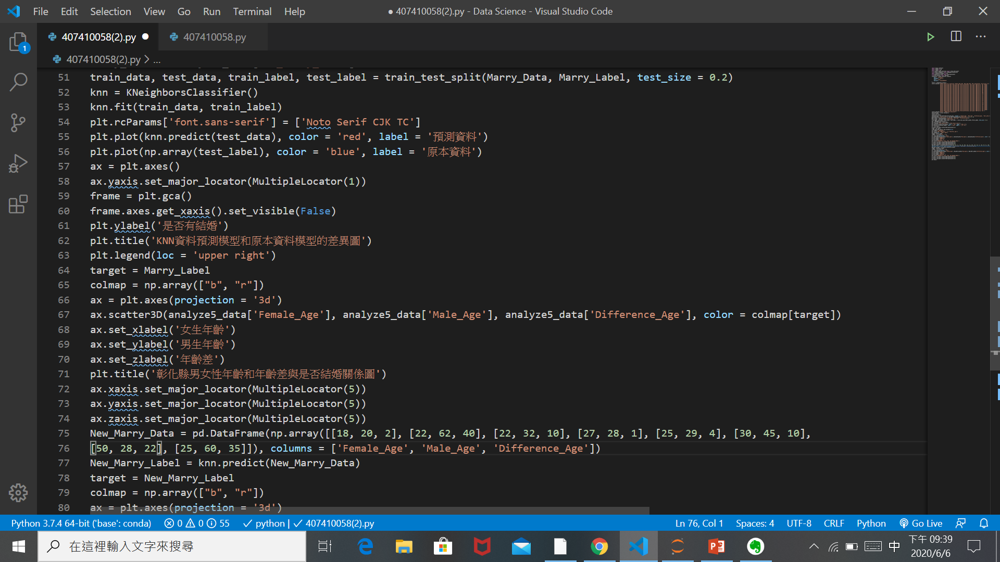 File Edit Selection View Go Run Terminal Help ● 407410058(2).py - Data Science - Visual Studio Code
407410058(2).py ● 407410058.py
1
407410058(2).py > ...
51 train_data, test_data, train_label, test_label = train_test_split(Marry_Data, Marry_Label, test_size = 0.2)
52 knn = KNeighborsClassifier()
53 knn.fit(train_data, train_label)
54 plt.rcParams['font.sans-serif'] = ['Noto Serif CJK TC']
55 plt.plot(knn.predict(test_data), color = 'red', label = '預測資料')
56 plt.plot(np.array(test_label), color = 'blue', label = '原本資料')
57 ax = plt.axes()
58 ax.yaxis.set_major_locator(MultipleLocator(1))
59 frame = plt.gca()
60 frame.axes.get_xaxis().set_visible(False)
61 plt.ylabel('是否有結婚')
62 plt.title('KNN資料預測模型和原本資料模型的差異圖')
63 plt.legend(loc = 'upper right')
64 target = Marry_Label
65 colmap = np.array(["b", "r"])
66 ax = plt.axes(projection = '3d')
67 ax.scatter3D(analyze5_data['Female_Age'], analyze5_data['Male_Age'], analyze5_data['Difference_Age'], color = colmap[target])
68 ax.set_xlabel('女生年齡')
69 ax.set_ylabel('男生年齡')
70 ax.set_zlabel('年齡差')
71 plt.title('彰化縣男女性年齡和年齡差與是否結婚關係圖')
72 ax.xaxis.set_major_locator(MultipleLocator(5))
73 ax.yaxis.set_major_locator(MultipleLocator(5))
74 ax.zaxis.set_major_locator(MultipleLocator(5))
75 New_Marry_Data = pd.DataFrame(np.array([[18, 20, 2], [22, 62, 40], [22, 32, 10], [27, 28, 1], [25, 29, 4], [30, 45, 10],
76 [50, 28, 22], [25, 60, 35]]), columns = ['Female_Age', 'Male_Age', 'Difference_Age'])
77 New_Marry_Label = knn.predict(New_Marry_Data)
78 target = New_Marry_Label
79 colmap = np.array(["b", "r"])
80 ax = plt.axes(projection = '3d')
Python 3.7.4 64-bit ('base': conda) 0 0 55 python | 407410058(2).py Ln 76, Col 1 Spaces: 4 UTF-8 CRLF Python Go Live
在這裡輸入文字來搜尋 中 下午 09:39
2020/6/6